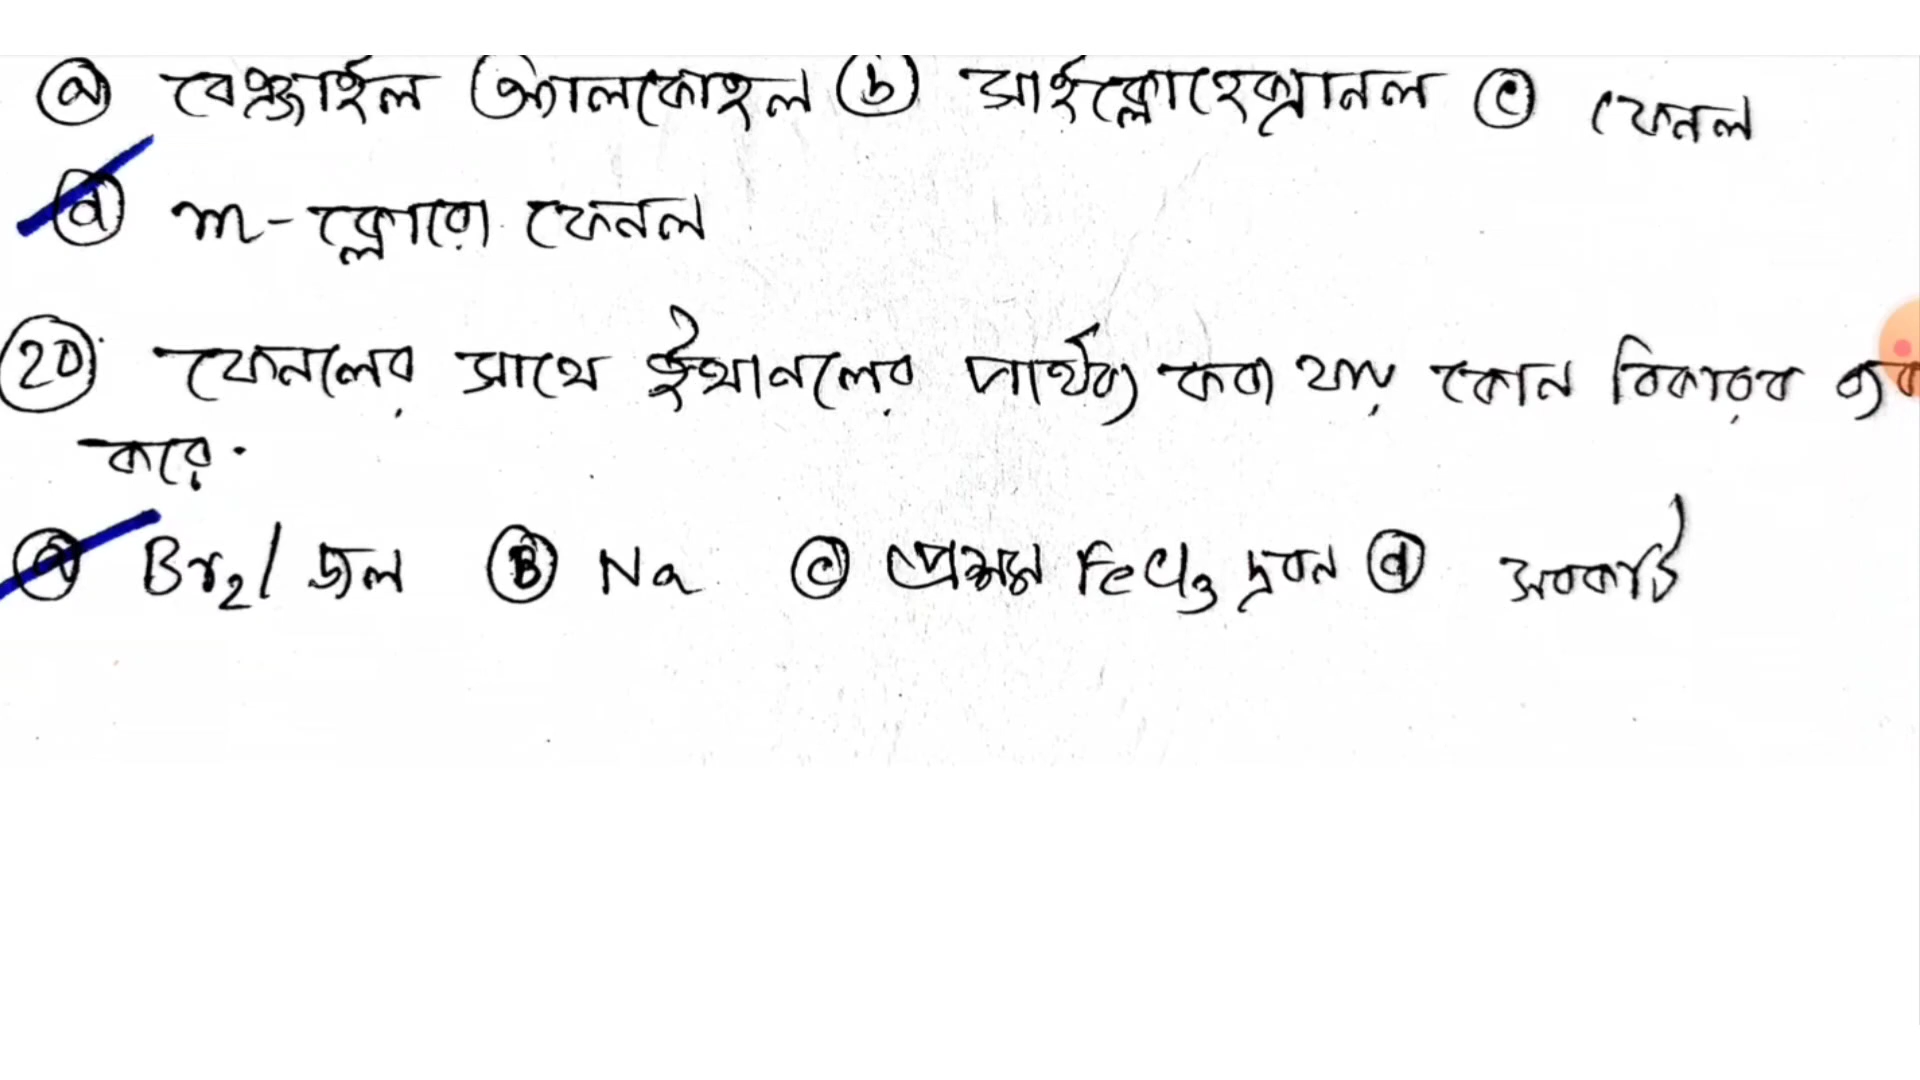 ⓐ বেঞ্জাইল অ্যালকোহল ⓑ সাইক্লোহেক্সানল ⓒ ফেনল
ⓓ m-ক্লোরো ফেনল
⑳ ফেনলের সাথে ইথানলের পার্থক্য করা যায় কোন বিকারক
করে.
ⓐ Br₂/জল Ⓑ Na ⓒ প্রশম FeCl₃ দ্রবন ⓓ সবকটি